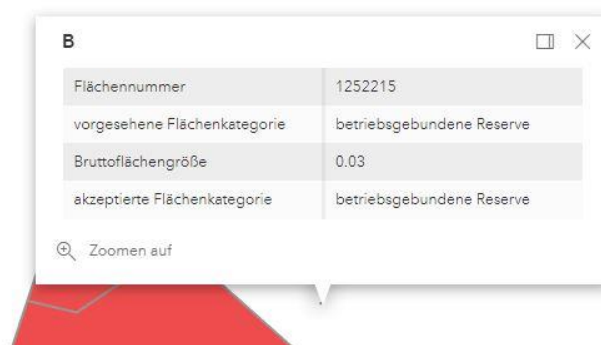 B
Flächennummer 1252215
vorgesehene Flächenkategorie betriebsgebundene Reserve
Bruttoflächengröße 0.03
akzeptierte Flächenkategorie betriebsgebundene Reserve
Zoomen auf